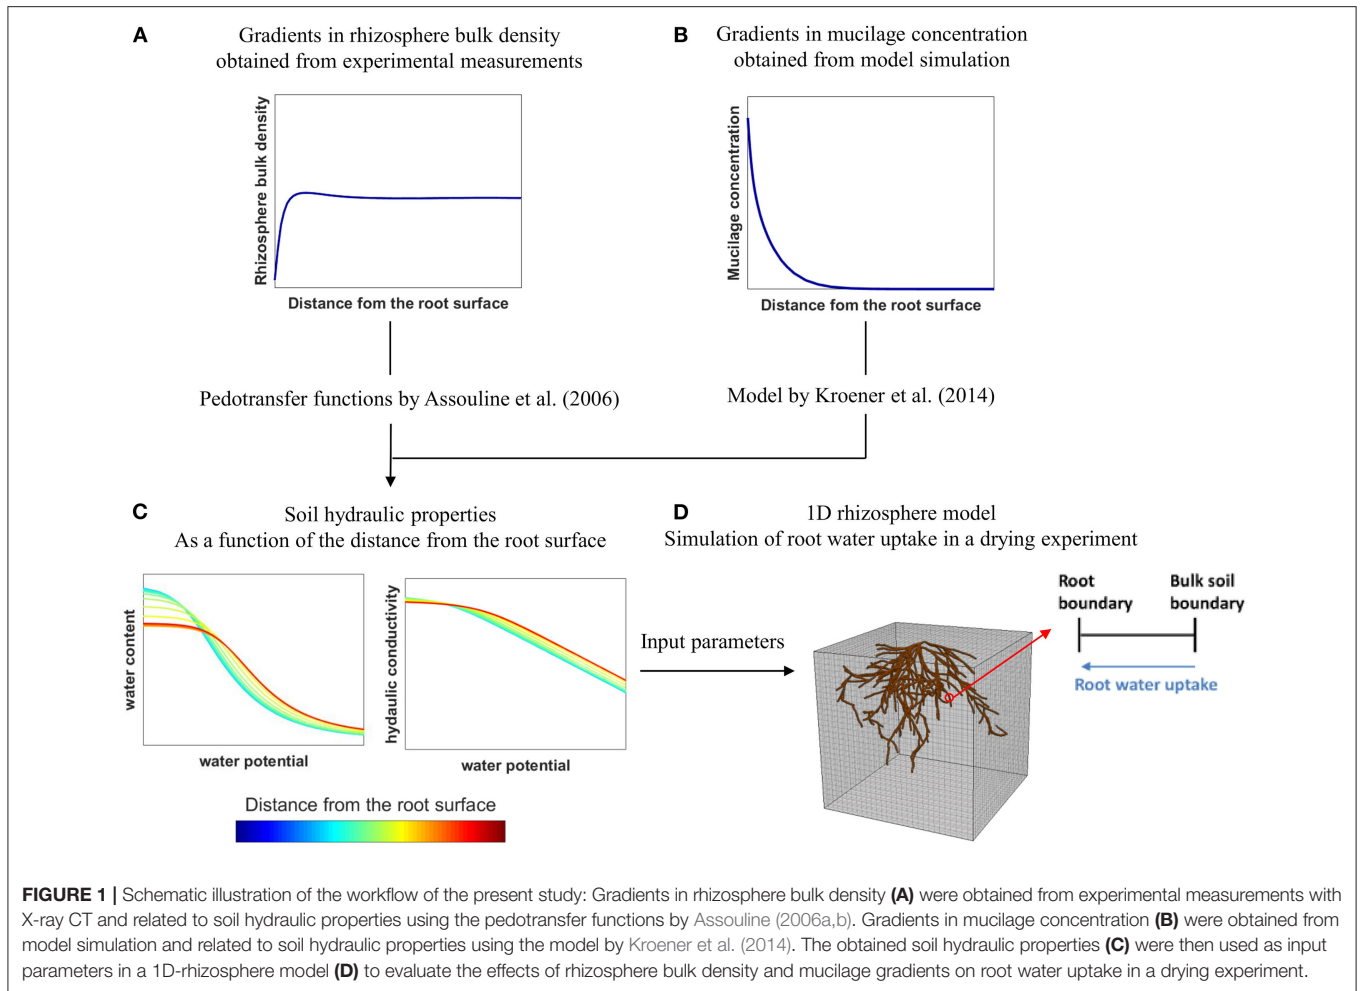 A
Gradients in rhizosphere bulk density
obtained from experimental measurements
Rhizosphere bulk density
Distance fom the root surface
B
Gradients in mucilage concentration
obtained from model simulation
Mucilage concentration
Distance from the root surface
Pedotransfer functions by Assouline et al. (2006)
Model by Kroener et al. (2014)
C
Soil hydraulic properties
As a function of the distance from the root surface
water content
water potential
hydaulic conductivity
water potential
Distance from the root surface
Input parameters
D
1D rhizosphere model
Simulation of root water uptake in a drying experiment
Root
boundary
Bulk soil
boundary
Root water uptake
FIGURE 1 | Schematic illustration of the workflow of the present study: Gradients in rhizosphere bulk density (A) were obtained from experimental measurements with
X-ray CT and related to soil hydraulic properties using the pedotransfer functions by Assouline (2006a,b). Gradients in mucilage concentration (B) were obtained from
model simulation and related to soil hydraulic properties using the model by Kroener et al. (2014). The obtained soil hydraulic properties (C) were then used as input
parameters in a 1D-rhizosphere model (D) to evaluate the effects of rhizosphere bulk density and mucilage gradients on root water uptake in a drying experiment.